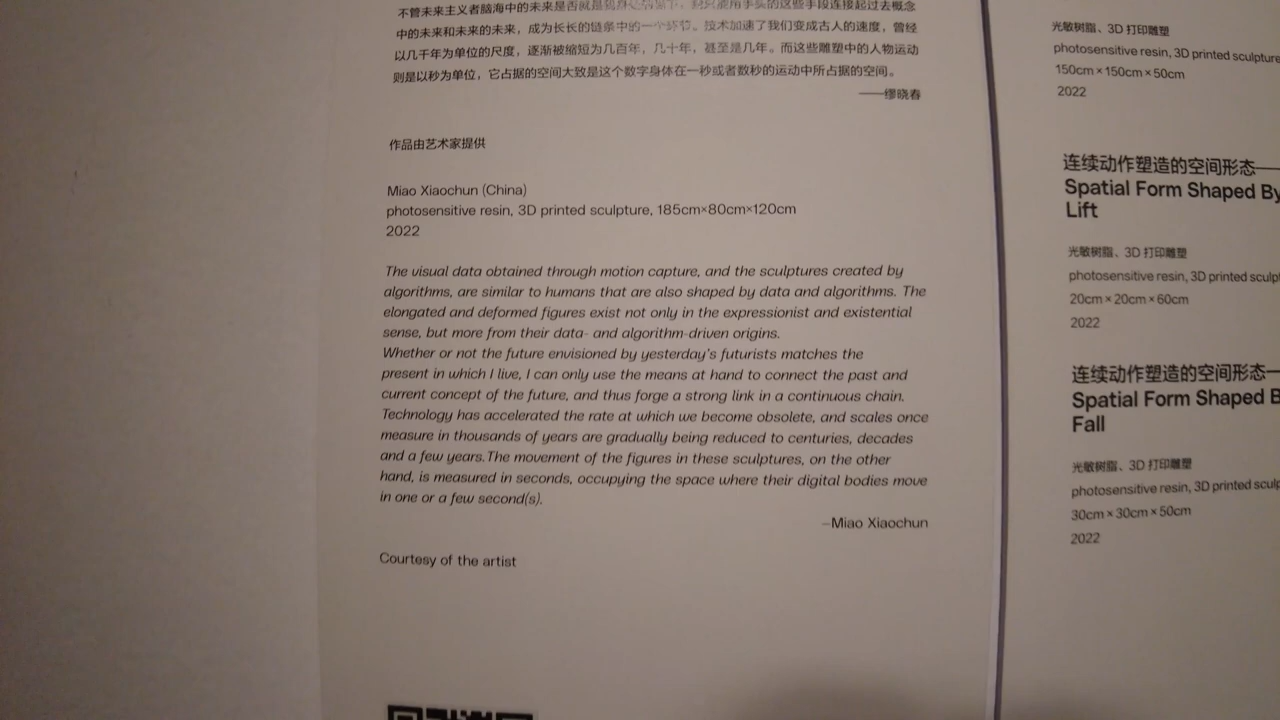 不管未来主义者脑海中的未来是否就是我身处的当下，我只能用手头的这些手段连接起过去概念
中的未来和未来的未来，成为长长的链条中的一个环节。技术加速了我们变成古人的速度，曾经
以几千年为单位的尺度，逐渐被缩短为几百年，几十年，甚至是几年。而这些雕塑中的人物运动
则是以秒为单位，它占据的空间大致是这个数字身体在一秒或者数秒的运动中所占据的空间。
——缪晓春
作品由艺术家提供
Miao Xiaochun (China)
photosensitive resin, 3D printed sculpture, 185cm×80cm×120cm
2022
The visual data obtained through motion capture, and the sculptures created by
algorithms, are similar to humans that are also shaped by data and algorithms. The
elongated and deformed figures exist not only in the expressionist and existential
sense, but more from their data- and algorithm-driven origins.
Whether or not the future envisioned by yesterday's futurists matches the
present in which I live, I can only use the means at hand to connect the past and
current concept of the future, and thus forge a strong link in a continuous chain.
Technology has accelerated the rate at which we become obsolete, and scales once
measure in thousands of years are gradually being reduced to centuries, decades
and a few years.The movement of the figures in these sculptures, on the other
hand, is measured in seconds, occupying the space where their digital bodies move
in one or a few second(s).
–Miao Xiaochun
Courtesy of the artist
光敏树脂、3D 打印雕塑
photosensitive resin, 3D printed sculpture
150cm×150cm×50cm
2022
连续动作塑造的空间形态——
Spatial Form Shaped By
Lift
光敏树脂、3D 打印雕塑
photosensitive resin, 3D printed sculpt
20cm×20cm×60cm
2022
连续动作塑造的空间形态—
Spatial Form Shaped B
Fall
光敏树脂、3D 打印雕塑
photosensitive resin, 3D printed sculp
30cm×30cm×50cm
2022